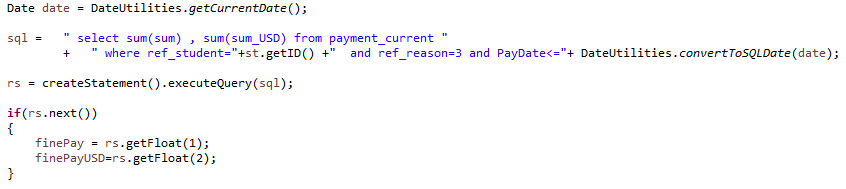 Date date = DateUtilities.getCurrentDate();
sql =   " select sum(sum) , sum(sum_USD) from payment_current "
+   " where ref_student="+st.getID() +"  and ref_reason=3 and PayDate<="+ DateUtilities.convertToSQLDate(date);
rs = createStatement().executeQuery(sql);
if(rs.next())
{
finePay = rs.getFloat(1);
finePayUSD=rs.getFloat(2);
}